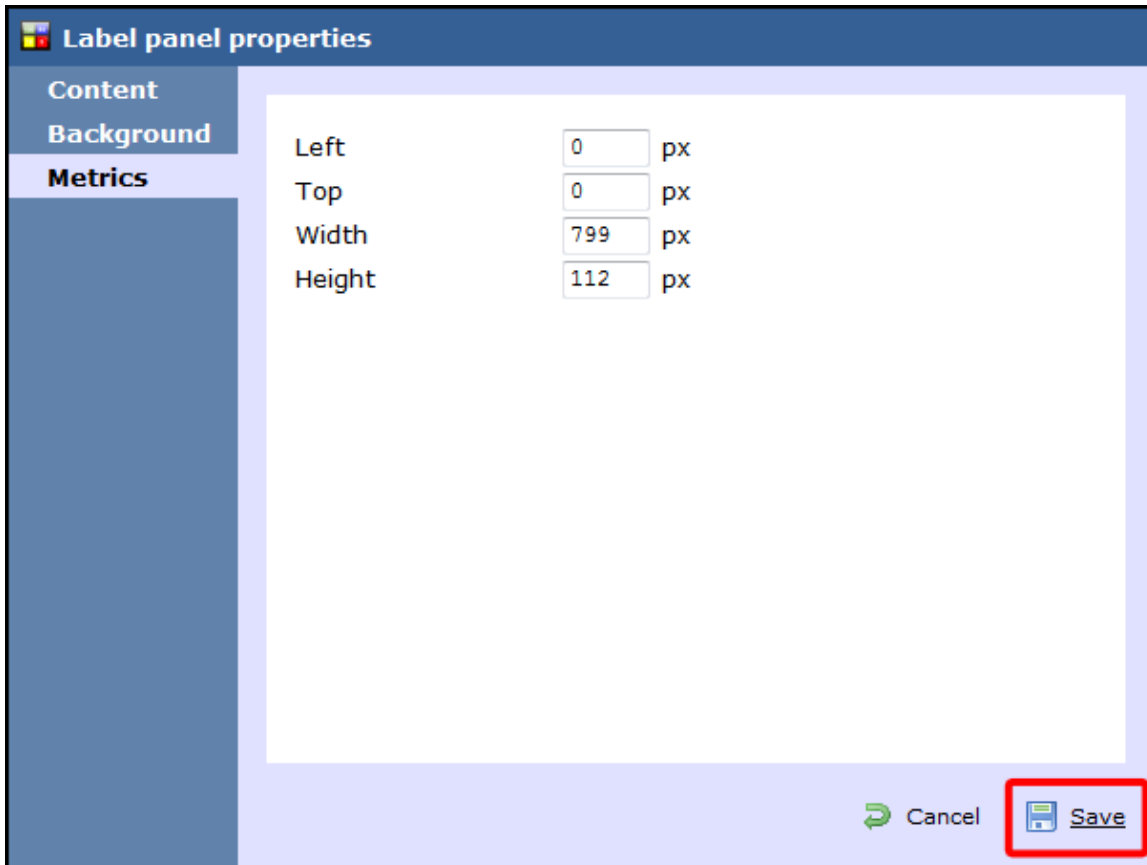 Label panel properties
Content
Background
Metrics
Left 0 px
Top 0 px
Width 799 px
Height 112 px
Cancel Save